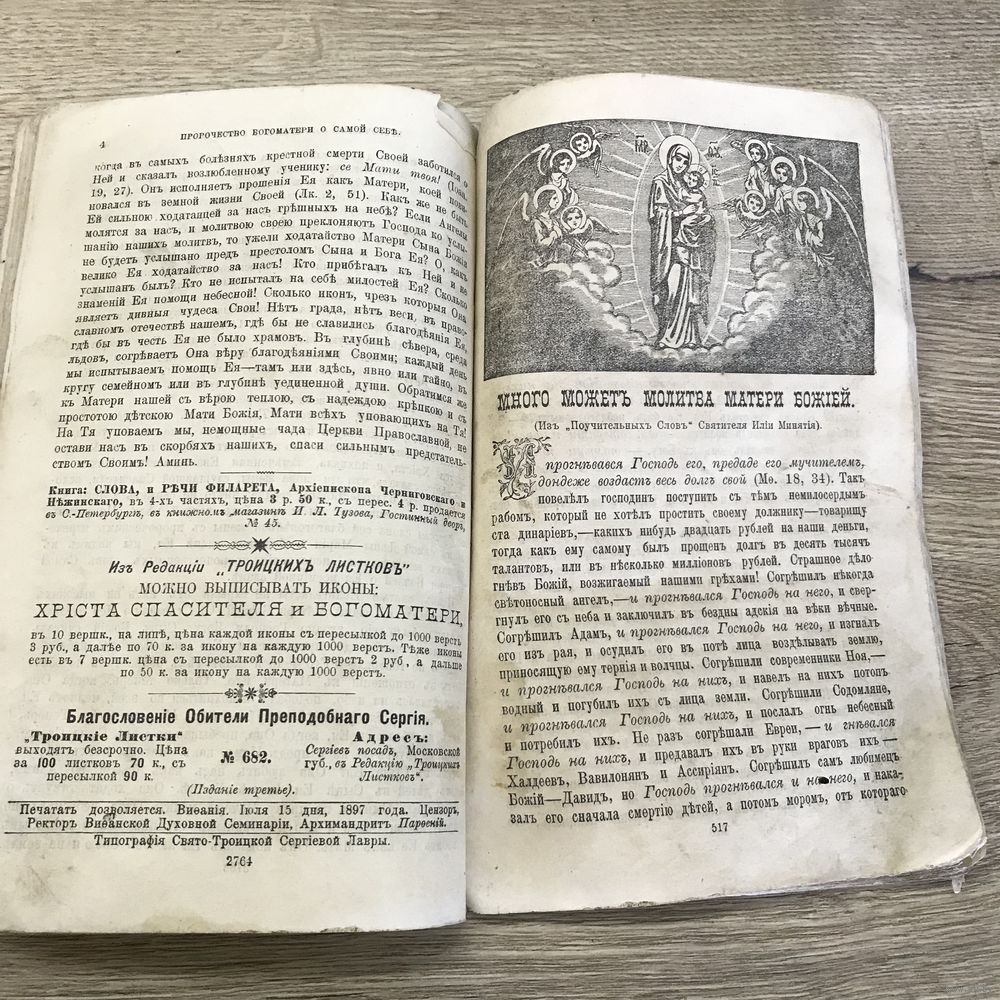 4
ПРОРОЧЕСТВО БОГОМАТЕРИ О САМОЙ СЕБѢ.
когда въ самыхъ болѣзняхъ крестной смерти Своей заботился о
Ней и сказалъ возлюбленному ученику: се Мати твоя! (Іоан.
19, 27). Онъ исполняетъ прошенія Ея какъ Матери, коей пови-
новался въ земной жизни Своей (Лк. 2, 51). Какъ же не быть
Ей сильною ходатаицей за насъ грѣшныхъ на небѣ? Если Ангелы
молятся за насъ, и молитвою своею преклоняютъ Господа ко услы-
шанію нашихъ молитвъ, то ужели ходатайство Матери Сына Божія
не будетъ услышано предъ престоломъ Сына и Бога Ея? О, какъ
велико Ея ходатайство за насъ! Кто прибѣгалъ къ Ней и не
услышанъ былъ? Кто не испыталъ на себѣ милостей Ея? Сколько
знаменій Ея помощи небесной! Сколько иконъ, чрезъ которыя Она
являетъ дивныя чудеса Свои! Нѣтъ града, нѣтъ веси, въ право-
славномъ отечествѣ нашемъ, гдѣ бы не славились благодѣянія Ея,
гдѣ бы въ честь Ея не было храмовъ. Въ глубинѣ сѣвера, среди
льдовъ, согрѣваетъ Она вѣру благодѣяніями Своими; каждый день
мы испытываемъ помощь Ея—тамъ или здѣсь, явно или тайно, въ
кругу семейномъ или въ глубинѣ уединенной души. Обратимся же
къ Матери нашей съ вѣрою теплою, съ надеждою крѣпкою и съ
простотою дѣтскою Мати Божія, Мати всѣхъ уповающихъ на Тя!
На Тя уповаемъ мы, немощные чада Церкви Православной, не
остави насъ въ скорбяхъ нашихъ, спаси сильнымъ предстатель-
ствомъ Своимъ! Аминь.
Книга: СЛОВА, и РѢЧИ ФИЛАРЕТА, Архіепископа Черниговскаго и
Нѣжинскаго, въ 4-хъ частяхъ, цѣна 3 р. 50 к., съ перес. 4 р. продается
въ С.-Петербургѣ, въ книжномъ магазинѣ И. Л. Тузова, Гостинный дворъ,
№ 45.
Изъ Редакціи „ТРОИЦКИХЪ ЛИСТКОВЪ“
МОЖНО ВЫПИСЫВАТЬ ИКОНЫ:
ХРІСТА СПАСИТЕЛЯ и БОГОМАТЕРИ,
въ 10 вершк., на липѣ, цѣна каждой иконы съ пересылкой до 1000 верстъ
3 руб., а далѣе по 70 к. за икону на каждую 1000 верстъ. Тѣже иконы
есть въ 7 вершк. цѣна съ пересылкой до 1000 верстъ 2 руб., а дальше
по 50 к. за икону на каждую 1000 верстъ.
Благословеніе Обители Преподобнаго Сергія.
„Троицкіе Листки“
выходятъ безсрочно. Цѣна
за 100 листковъ 70 к., съ
пересылкой 90 к.
№ 682.
Адресъ:
Сергіевъ посадъ, Московской
губ., въ Редакцію „Троицкихъ
Листковъ“.
(Изданіе третье).
Печатать дозволяется. Виѳанія. Іюля 15 дня, 1897 года. Цензоръ,
Ректоръ Виѳанской Духовной Семинаріи, Архимандритъ Парѳеній.
Типографія Свято-Троицкой Сергіевой Лавры.
2764
МНОГО МОЖЕТЪ МОЛИТВА МАТЕРИ БОЖІЕЙ.
(Изъ „Поучительныхъ Словъ“ Святителя Иліи Минятія).
И прогнѣвався Господь его, предаде его мучителемъ,
дондеже воздастъ весь долгъ свой (Мѳ. 18, 34). Такъ
повелѣлъ господинъ поступить съ тѣмъ немилосердымъ
рабомъ, который не хотѣлъ простить своему должнику—товарищу
ста динаріевъ,—какихъ нибудь двадцать рублей на наши деньги,
тогда какъ ему самому былъ прощенъ долгъ въ десять тысячъ
талантовъ, или въ нѣсколько милліоновъ рублей. Страшное дѣло
гнѣвъ Божій, возжигаемый нашими грѣхами! Согрѣшилъ нѣкогда
свѣтоносный ангелъ,—и прогнѣвался Господь на него, и сверг-
нулъ его съ неба и заключилъ въ бездны адскія на вѣки вѣчные.
Согрѣшилъ Адамъ, и прогнѣвался Господь на него, и изгналъ
его изъ рая, и осудилъ его въ потѣ лица воздѣлывать землю,
приносящую ему тернія и волчцы. Согрѣшили современники Ноя,—
и прогнѣвался Господь на нихъ, и навелъ на нихъ потопъ
водный и погубилъ ихъ съ лица земли. Согрѣшили Содомляне,
и прогнѣвался Господь на нихъ, и послалъ огнь небесный
и потребилъ ихъ. Не разъ согрѣшали Евреи,—и гнѣвался
Господь на нихъ, и предавалъ ихъ въ руки враговъ ихъ—
Халдеевъ, Вавилонянъ и Ассиріянъ. Согрѣшилъ самъ любимецъ
Божій—Давидъ, но Господь прогнѣвался и на него, и нака-
залъ его сначала смертію дѣтей, а потомъ моромъ, отъ котораго
517